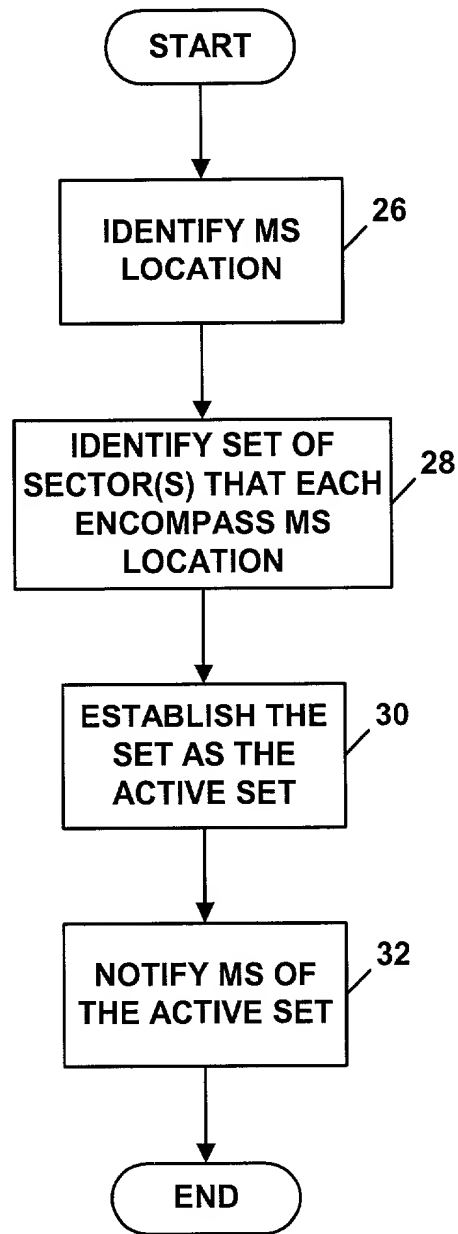 START
26
IDENTIFY MS
LOCATION
IDENTIFY SET OF
SECTOR(S) THAT EACH
ENCOMPASS MS
LOCATION
28
ESTABLISH THE
SET AS THE
ACTIVE SET
30
NOTIFY MS OF
THE ACTIVE SET
32
END